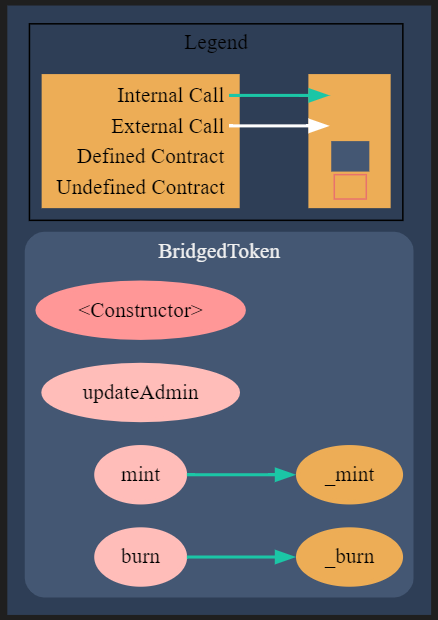 Legend
Internal Call
External Call
Defined Contract
Undefined Contract
BridgedToken
<Constructor>
updateAdmin
mint
_mint
burn
_burn